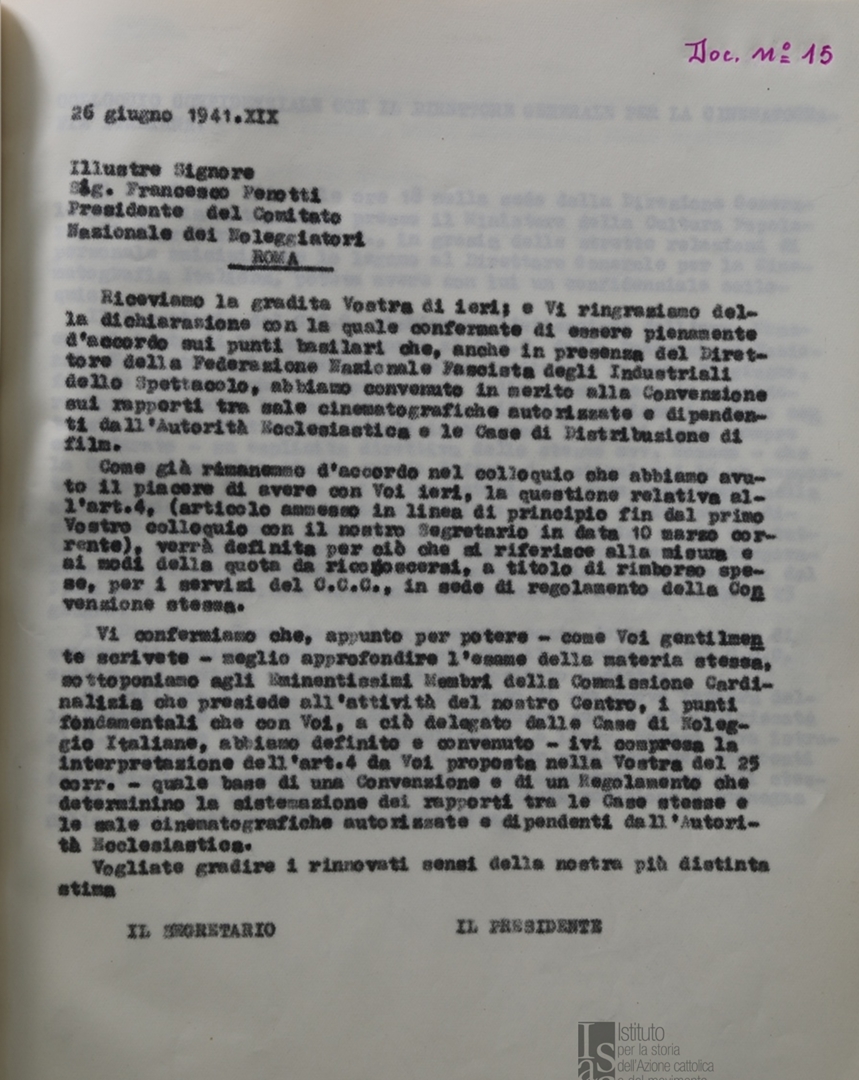 Doc. nº 15
26 giugno 1941.XIX
Illustre Signore
Sig. Francesco Penotti
Presidente del Comitato
Nazionale dei Noleggiatori
ROMA
Riceviamo la gradita Vostra di ieri; e Vi ringraziamo del-
la dichiarazione con la quale confermate di essere pienamente
d'accordo sui punti basilari che, anche in presenza del Diret-
tore della Federazione Nazionale Fascista degli Industriali
dello Spettacolo, abbiamo convenuto in merito alla Convenzione
sui rapporti tra sale cinematografiche autorizzate e dipenden-
ti dall'Autorità Ecclesiastica e le Case di Distribuzione di
film.
Come già rimanemmo d'accordo nel colloquio che abbiamo avu-
to il piacere di avere con Voi ieri, la questione relativa al-
l'art.4, (articolo ammesso in linea di principio fin dal primo
Vostro colloquio con il nostro Segretario in data 10 marzo cor-
rente), verrà definita per ciò che si riferisce alla misura e
ai modi della quota da riconoscersi, a titolo di rimborso spe-
se, per i servizi del C.C.C., in sede di regolamento della Con
venzione stessa.
Vi confermiamo che, appunto per potere - come Voi gentilmen
te scrivete - meglio approfondire l'esame della materia stessa,
sottoponiamo agli Eminentissimi Membri della Commissione Cardi-
nalizia che presiede all'attività del nostro Centro, i punti
fondamentali che con Voi, a ciò delegato dalle Case di Noleg-
gio Italiane, abbiamo definito e convenuto - ivi compresa la
interpretazione dell'art.4 da Voi proposta nella Vostra del 25
corr. - quale base di una Convenzione e di un Regolamento che
determinino la sistemazione dei rapporti tra le Case stesse e
le sale cinematografiche autorizzate e dipendenti dall'Autori-
tà Ecclesiastica.
Vogliate gradire i rinnovati sensi della nostra più distinta
stima
IL SEGRETARIO IL PRESIDENTE
Istituto
per la storia
dell'Azione cattolica